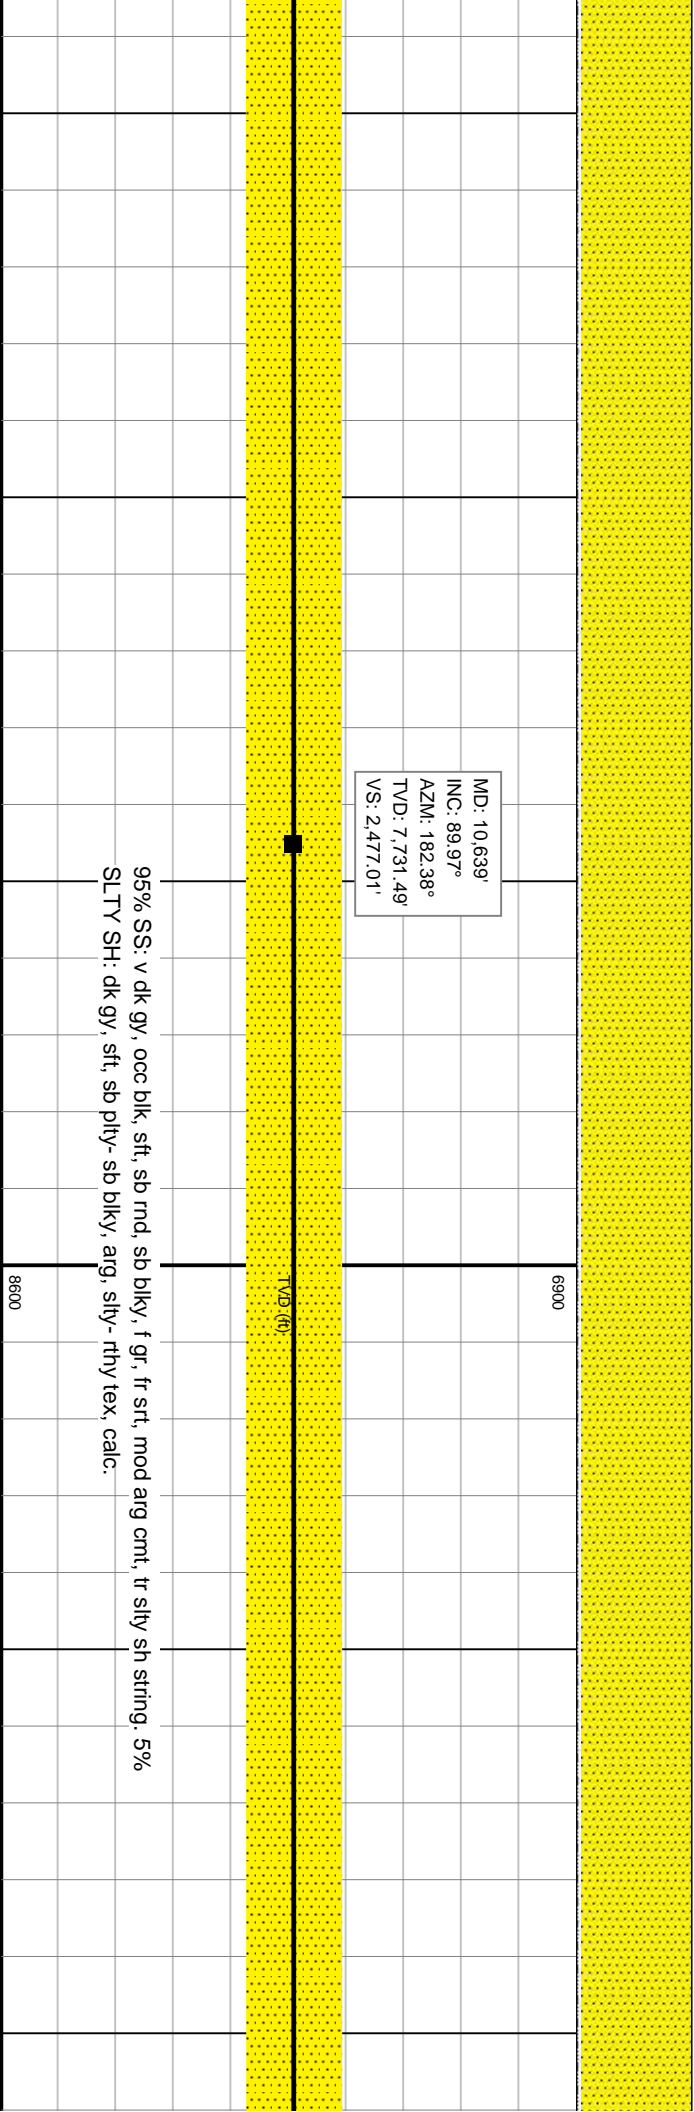 MD: 10,639'
INC: 89.97°
AZM: 182.38°
TVD: 7,731.49'
VS: 2,477.01'
6900
TVD (ft)
8600
95% SS: v dk gy, occ blk, sft, sb rnd, sb blky, f gr, fr srt, mod arg cmt, tr slty sh string. 5%
SLTY SH: dk gy, sft, sb plty- sb blky, arg, slty- rthy tex, calc.